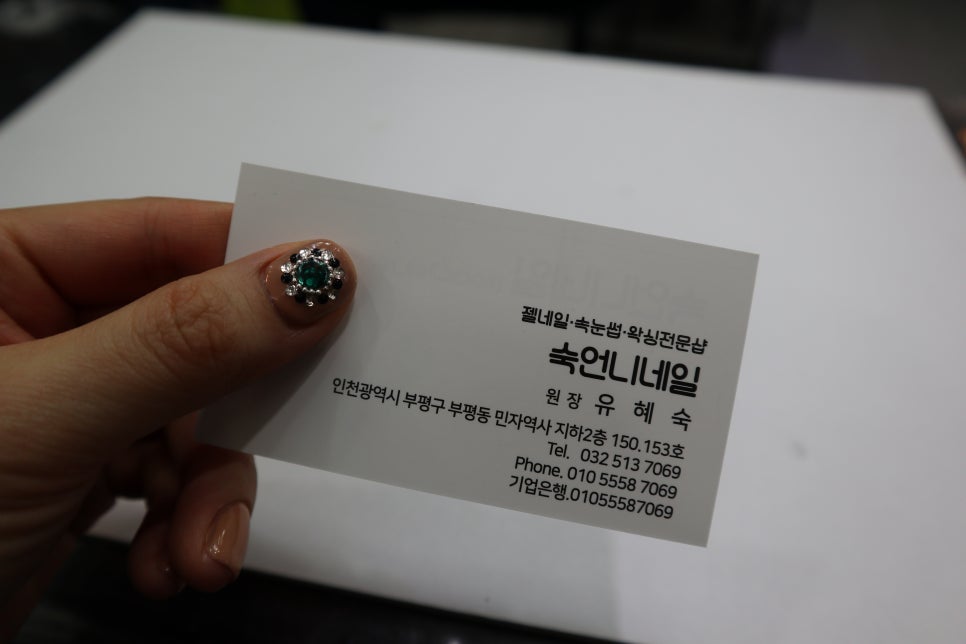 젤네일·속눈썹·왁싱전문샵
숙언니네일
원장 유 혜 숙
인천광역시 부평구 부평동 민자역사 지하2층 150.153호
Tel. 032 513 7069
Phone. 010 5558 7069
기업은행.01055587069